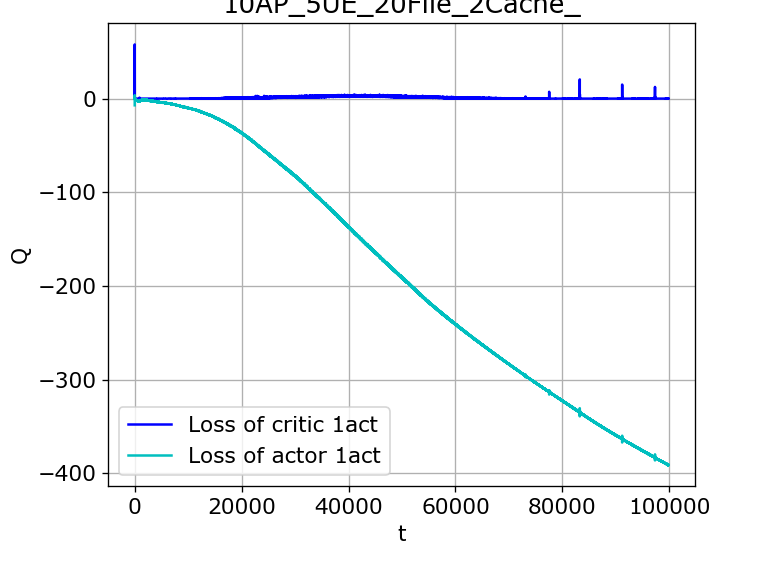 10AP_5UE_20File_2Cache_
0
−100
−200
−300
−400
Q
Loss of critic 1act
Loss of actor 1act
0 20000 40000 60000 80000 100000
t